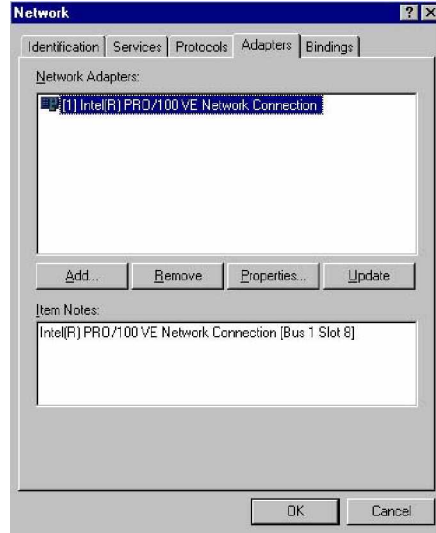 Network
Identification Services Protocols Adapters Bindings
Network Adapters:
[1] Intel(R) PRO/100 VE Network Connection
Add... Remove Properties... Update
Item Notes:
Intel(R) PRO/100 VE Network Connection [Bus 1 Slot 8]
OK Cancel